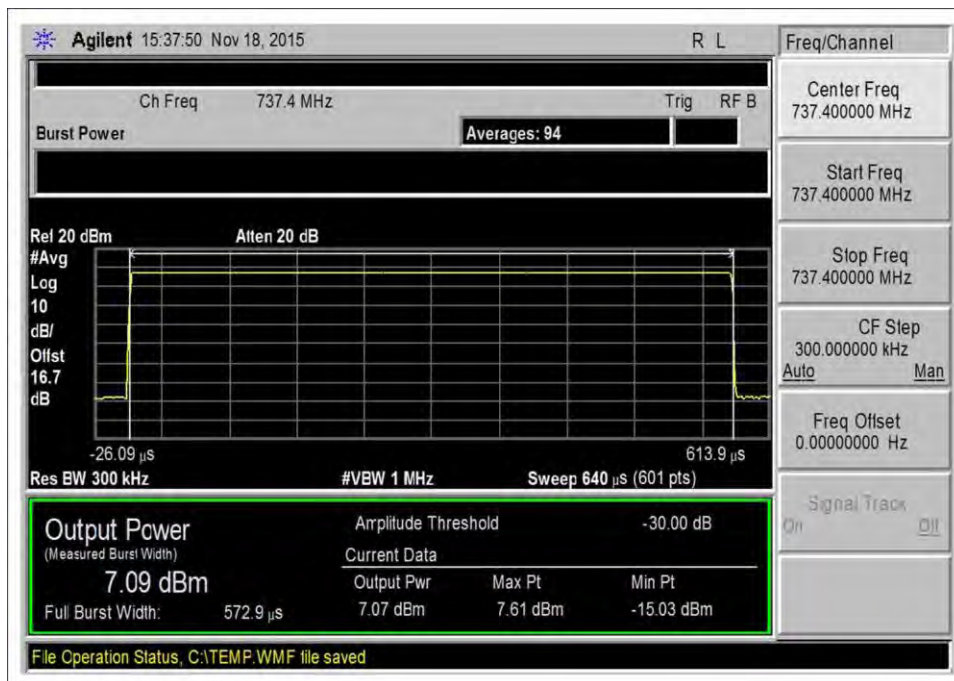 Agilent 15:37:50 Nov 18, 2015 R L
Freq/Channel
Ch Freq 737.4 MHz Trig RF B
Burst Power Averages: 94
Ref 20 dBm Atten 20 dB
#Avg
Log
10
dB/
Offst
16.7
dB
-26.09 µs 613.9 µs
Res BW 300 kHz #VBW 1 MHz Sweep 640 µs (601 pts)
Output Power
(Measured Burst Width)
7.09 dBm
Full Burst Width: 572.9 µs
Amplitude Threshold -30.00 dB
Current Data
Output Pwr Max Pt Min Pt
7.07 dBm 7.61 dBm -15.03 dBm
File Operation Status, C:\TEMP.WMF file saved
Center Freq
737.400000 MHz
Start Freq
737.400000 MHz
Stop Freq
737.400000 MHz
CF Step
300.000000 kHz
Auto Man
Freq Offset
0.00000000 Hz
Signal Track
On Off